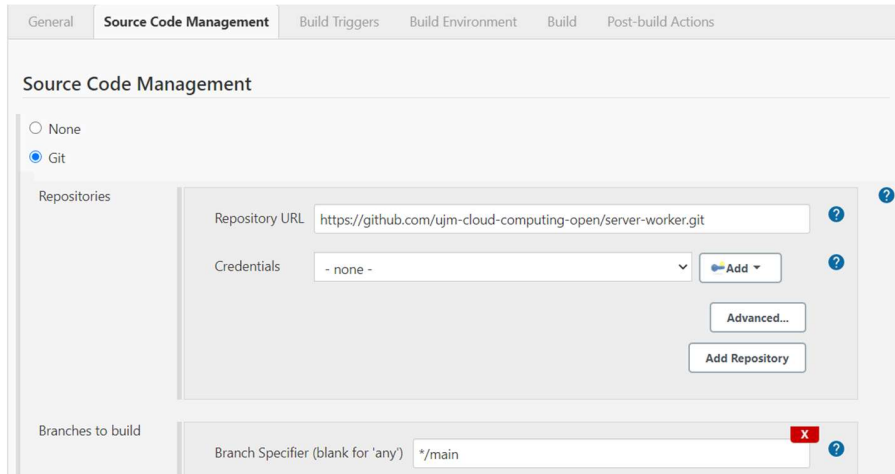 General Source Code Management Build Triggers Build Environment Build Post-build Actions
Source Code Management
None
Git
Repositories
?
Repository URL https://github.com/ujm-cloud-computing-open/server-worker.git ?
Credentials - none - Add ?
Advanced...
Add Repository
Branches to build
X
Branch Specifier (blank for 'any') */main ?